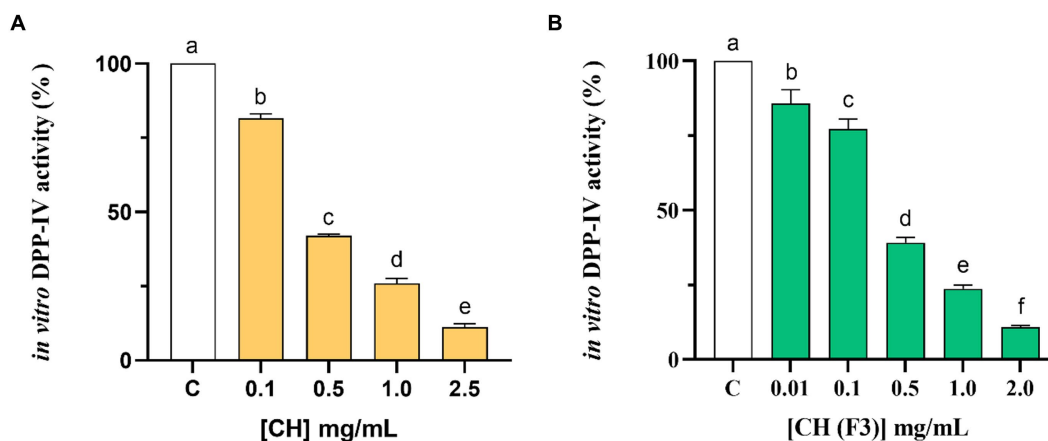 A
in vitro DPP-IV activity (%)
100
50
0
a
b
c
d
e
C 0.1 0.5 1.0 2.5
[CH] mg/mL
B
in vitro DPP-IV activity (%)
100
50
0
a
b
c
d
e
f
C 0.01 0.1 0.5 1.0 2.0
[CH (F3)] mg/mL